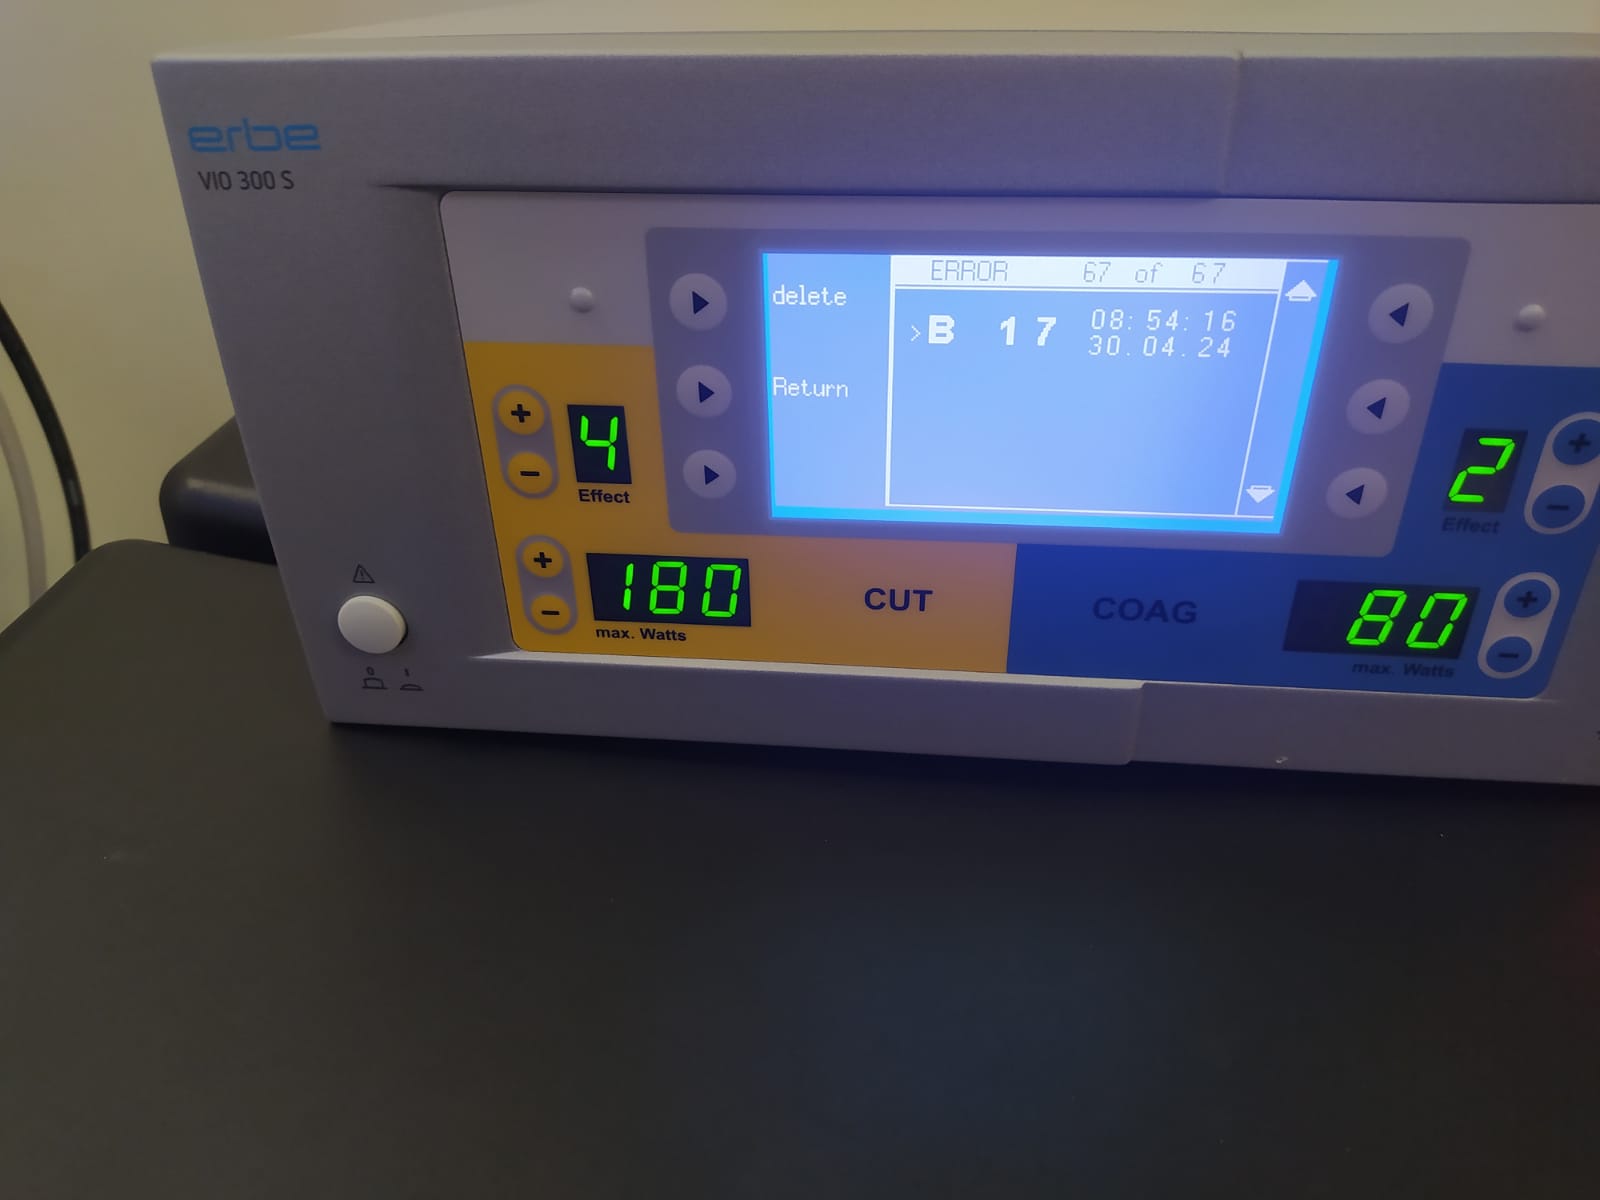 erbe
VIO 300 S
ERROR 67 of 67
delete
>B 17 08:54:16
30.04.24
Return
+
-
4
Effect
+
-
180
max. Watts
CUT
COAG
2
Effect
+
-
80
max. Watts
+
-
0 I